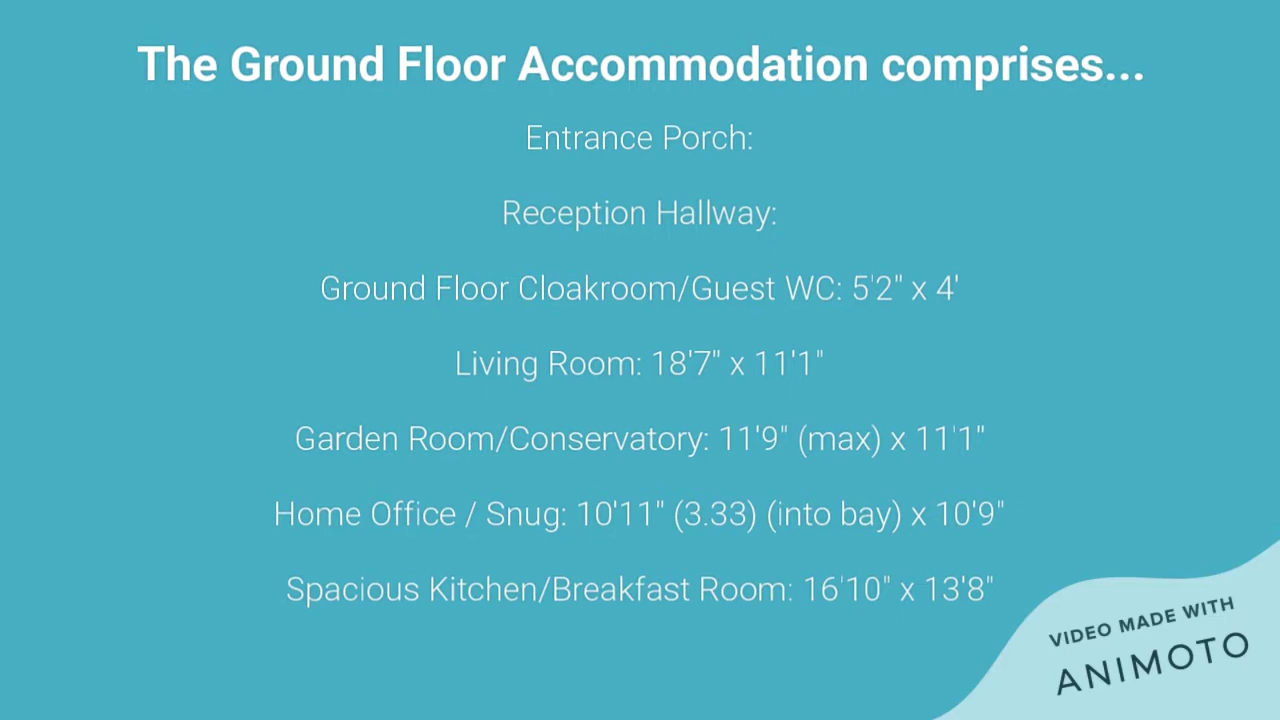 The Ground Floor Accommodation comprises...
Entrance Porch:
Reception Hallway:
Ground Floor Cloakroom/Guest WC: 5'2" x 4'
Living Room: 18'7" x 11'1"
Garden Room/Conservatory: 11'9" (max) x 11'1"
Home Office / Snug: 10'11" (3.33) (into bay) x 10'9"
Spacious Kitchen/Breakfast Room: 16'10" x 13'8"
VIDEO MADE WITH
ANIMOTO